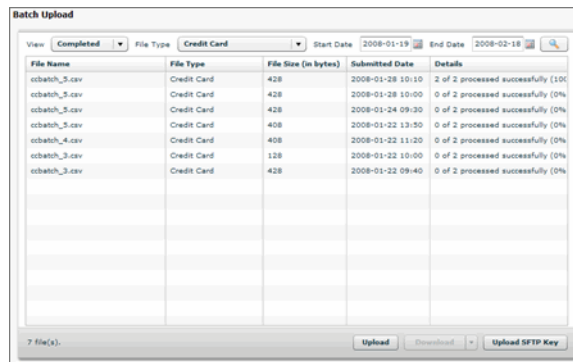 Batch Upload
View Completed File Type Credit Card Start Date 2008-01-19 End Date 2008-02-18
File Name File Type File Size (in bytes) Submitted Date Details
ccbatch_5.csv Credit Card 428 2008-01-28 10:10 2 of 2 processed successfully (100
ccbatch_5.csv Credit Card 428 2008-01-28 10:00 0 of 2 processed successfully (0%
ccbatch_5.csv Credit Card 428 2008-01-24 09:30 0 of 2 processed successfully (0%
ccbatch_5.csv Credit Card 408 2008-01-22 13:50 0 of 2 processed successfully (0%
ccbatch_4.csv Credit Card 408 2008-01-22 11:20 0 of 2 processed successfully (0%
ccbatch_3.csv Credit Card 128 2008-01-22 10:00 0 of 2 processed successfully (0%
ccbatch_3.csv Credit Card 428 2008-01-22 09:40 0 of 2 processed successfully (0%
7 file(s). Upload Download Upload SFTP Key